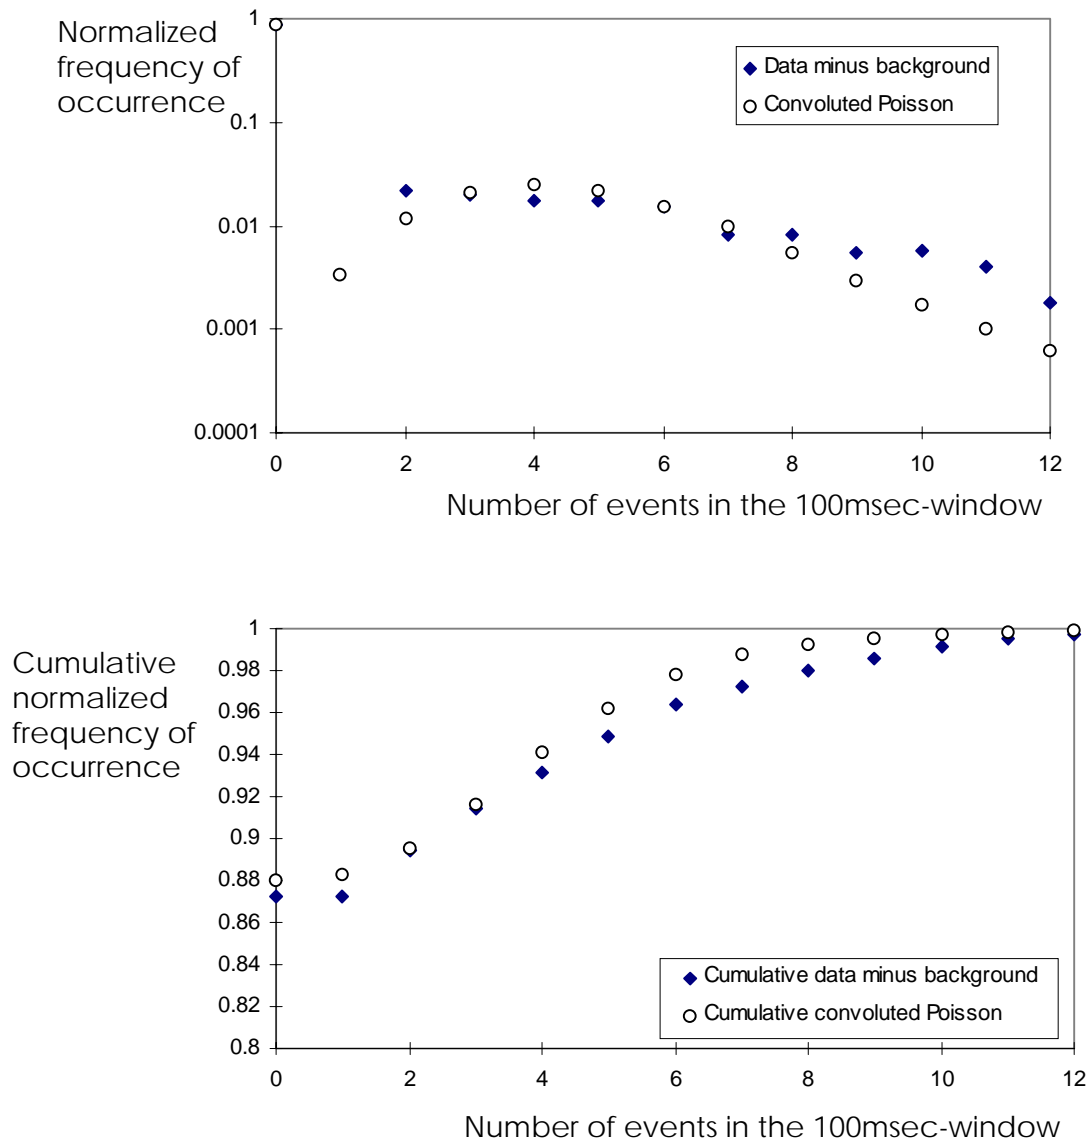 Normalized
frequency of
occurrence
1
0.1
0.01
0.001
0.0001
Data minus background
Convoluted Poisson
0 2 4 6 8 10 12
Number of events in the 100msec-window
Cumulative
normalized
frequency of
occurrence
1
0.98
0.96
0.94
0.92
0.9
0.88
0.86
0.84
0.82
0.8
Cumulative data minus background
Cumulative convoluted Poisson
0 2 4 6 8 10 12
Number of events in the 100msec-window